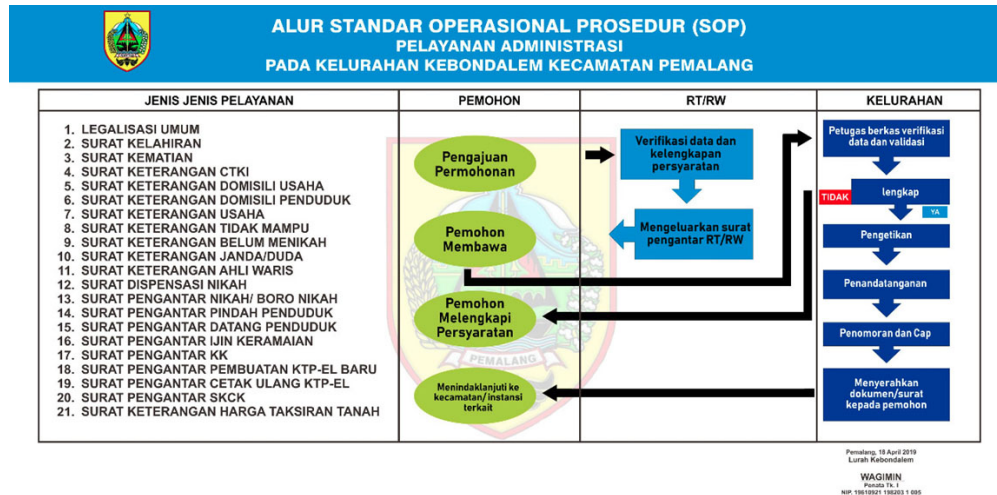 ALUR STANDAR OPERASIONAL PROSEDUR (SOP)
PELAYANAN ADMINISTRASI
PADA KELURAHAN KEBONDALEM KECAMATAN PEMALANG
JENIS JENIS PELAYANAN
1. LEGALISASI UMUM
2. SURAT KELAHIRAN
3. SURAT KEMATIAN
4. SURAT KETERANGAN CTKI
5. SURAT KETERANGAN DOMISILI USAHA
6. SURAT KETERANGAN DOMISILI PENDUDUK
7. SURAT KETERANGAN USAHA
8. SURAT KETERANGAN TIDAK MAMPU
9. SURAT KETERANGAN BELUM MENIKAH
10. SURAT KETERANGAN JANDA/DUDA
11. SURAT KETERANGAN AHLI WARIS
12. SURAT DISPENSASI NIKAH
13. SURAT PENGANTAR NIKAH/ BORO NIKAH
14. SURAT PENGANTAR PINDAH PENDUDUK
15. SURAT PENGANTAR DATANG PENDUDUK
16. SURAT PENGANTAR IJIN KERAMAIAN
17. SURAT PENGANTAR KK
18. SURAT PENGANTAR PEMBUATAN KTP-EL BARU
19. SURAT PENGANTAR CETAK ULANG KTP-EL
20. SURAT PENGANTAR SKCK
21. SURAT KETERANGAN HARGA TAKSIRAN TANAH
PEMOHON
Pengajuan
Permohonan
Pemohon
Membawa
Pemohon
Melengkapi
Persyaratan
PEMALANG
Menindaklanjuti ke
kecamatan/ instansi
terkait
RT/RW
Verifikasi data dan
kelengkapan
persyaratan
Mengeluarkan surat
pengantar RT/RW
KELURAHAN
Petugas berkas verifikasi
data dan validasi
TIDAK
lengkap
YA
Pengetikan
Penandatanganan
Penomoran dan Cap
Menyerahkan
dokumen/surat
kepada pemohon
Pemalang, 18 April 2019
Lurah Kebondalem
WAGIMIN
Penata Tk. I
NIP. 19610921 198203 1 005